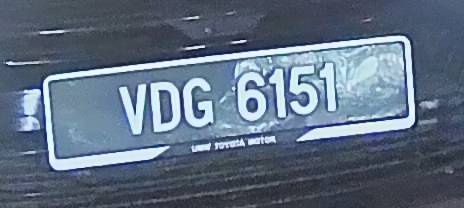 VDG 6151
UMW TOYOTA MOTOR